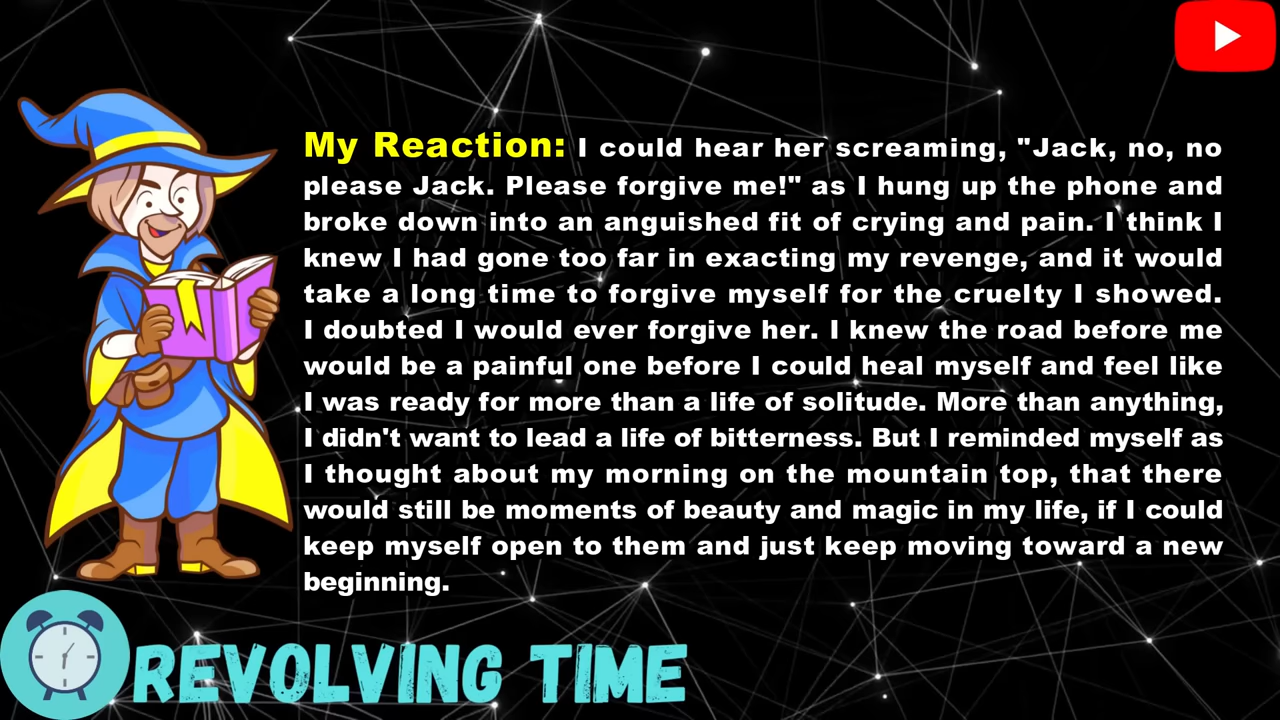 My Reaction: I could hear her screaming, "Jack, no, no
please Jack. Please forgive me!" as I hung up the phone and
broke down into an anguished fit of crying and pain. I think I
knew I had gone too far in exacting my revenge, and it would
take a long time to forgive myself for the cruelty I showed.
I doubted I would ever forgive her. I knew the road before me
would be a painful one before I could heal myself and feel like
I was ready for more than a life of solitude. More than anything,
I didn't want to lead a life of bitterness. But I reminded myself as
I thought about my morning on the mountain top, that there
would still be moments of beauty and magic in my life, if I could
keep myself open to them and just keep moving toward a new
beginning.
REVOLVING TIME